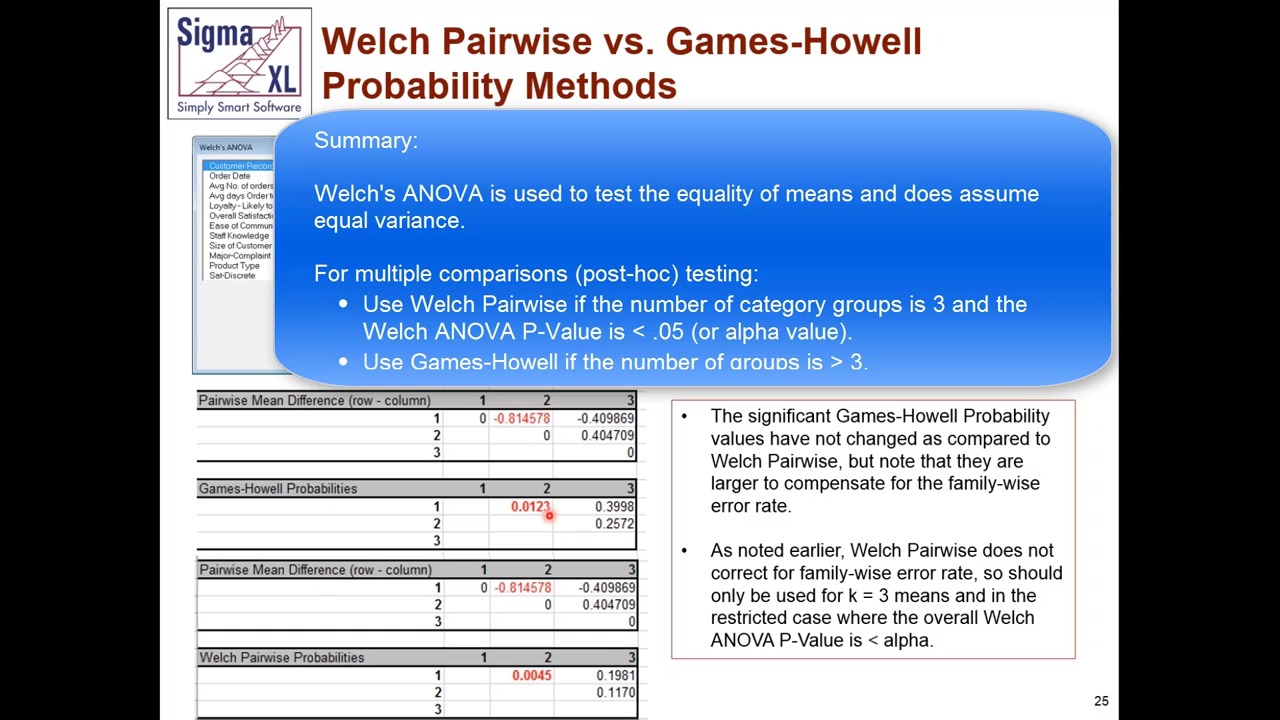 Sigma
XL
Simply Smart Software
Welch Pairwise vs. Games-Howell
Probability Methods
Summary:
Welch's ANOVA is used to test the equality of means and does assume
equal variance.
For multiple comparisons (post-hoc) testing:
• Use Welch Pairwise if the number of category groups is 3 and the
Welch ANOVA P-Value is < .05 (or alpha value).
• Use Games-Howell if the number of groups is > 3.
Welch's ANOVA
Customer Record
Order Date
Avg No. of orders
Avg days Order t
Loyalty - Likely to
Overall Satisfacti
Ease of Commun
Staff Knowledge
Size of Customer
Major-Complaint
Product Type
Sat-Discrete
Pairwise Mean Difference (row - column) 1 2 3
1 0 -0.814578 -0.409869
2 0 0.404709
3 0
Games-Howell Probabilities 1 2 3
1 0.0123 0.3998
2 0.2572
3
Pairwise Mean Difference (row - column) 1 2 3
1 0 -0.814578 -0.409869
2 0 0.404709
3 0
Welch Pairwise Probabilities 1 2 3
1 0.0045 0.1981
2 0.1170
3
• The significant Games-Howell Probability
values have not changed as compared to
Welch Pairwise, but note that they are
larger to compensate for the family-wise
error rate.
• As noted earlier, Welch Pairwise does not
correct for family-wise error rate, so should
only be used for k = 3 means and in the
restricted case where the overall Welch
ANOVA P-Value is < alpha.
25